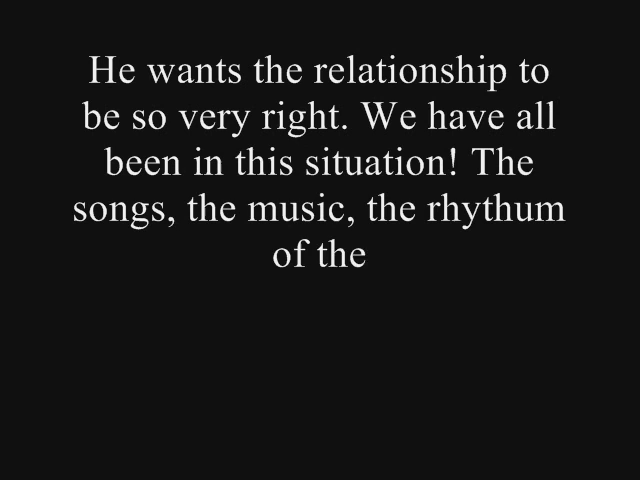 He wants the relationship to
be so very right. We have all
been in this situation! The
songs, the music, the rhythum
of the